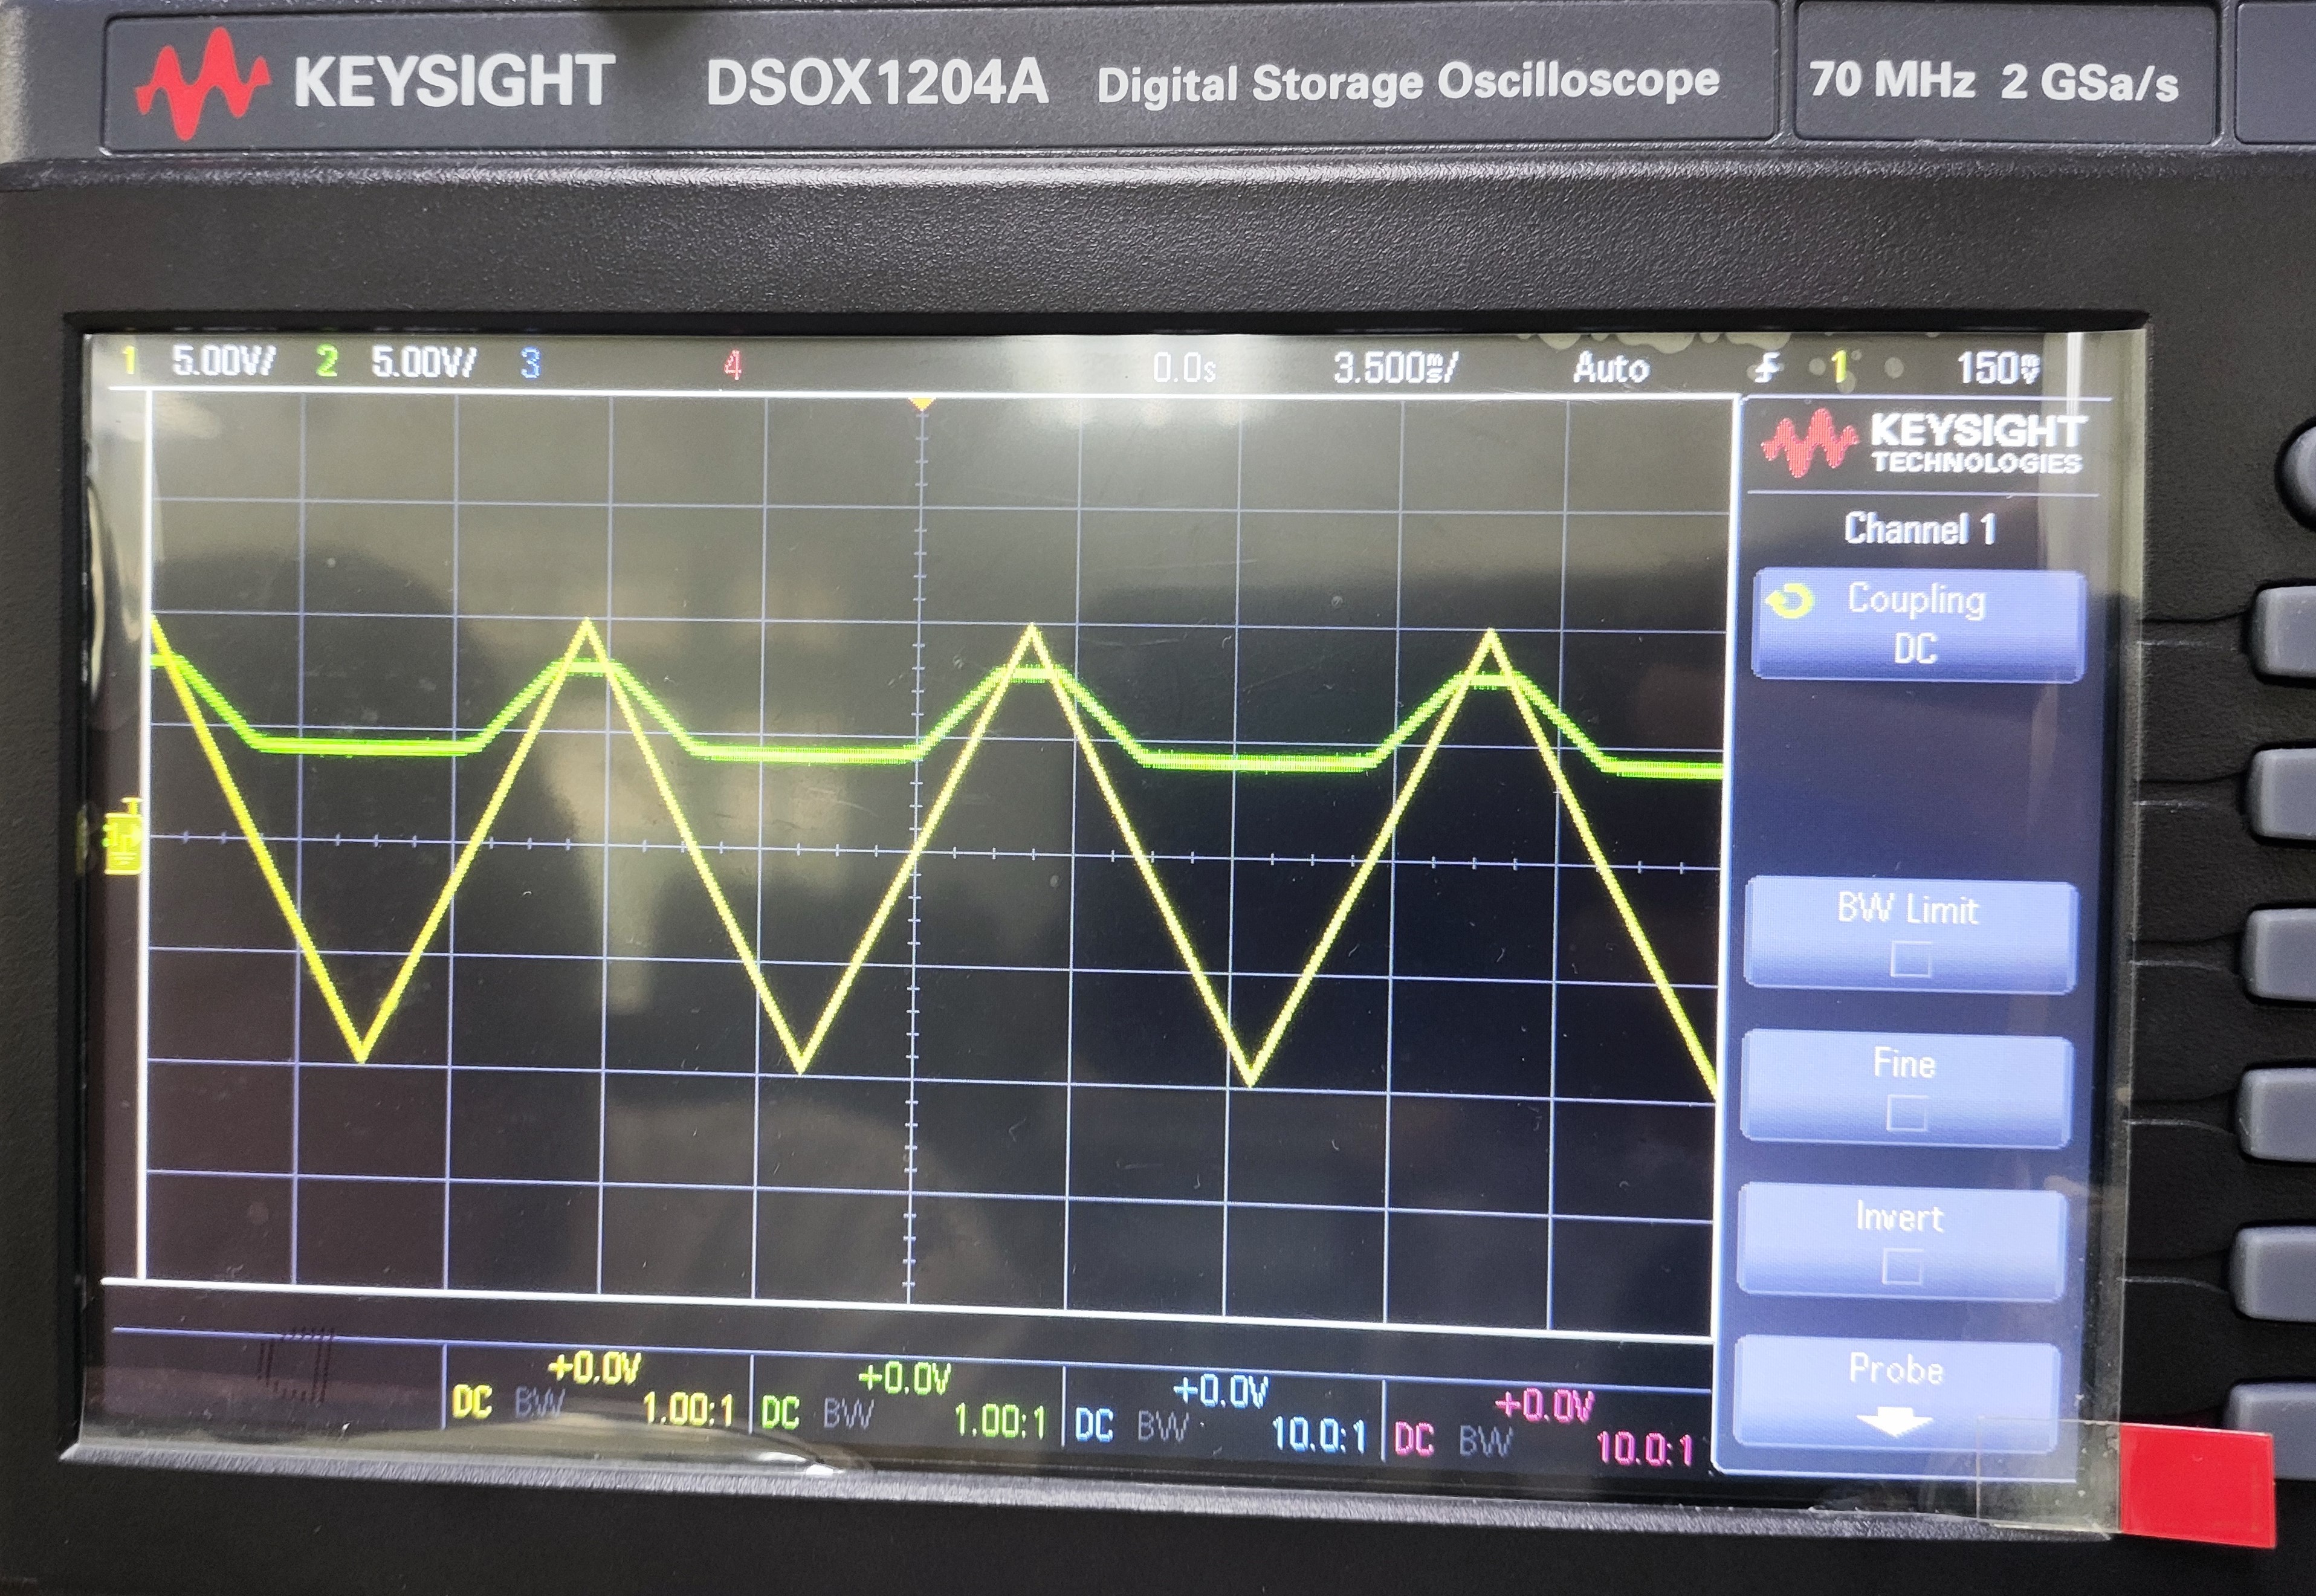 KEYSIGHT DSOX1204A Digital Storage Oscilloscope 70 MHz 2 GSa/s
1 5.00V/ 2 5.00V/ 3 4 0.0s 3.500ms/ Auto 1 150mV
KEYSIGHT
TECHNOLOGIES
Channel 1
Coupling
DC
BW Limit
Fine
Invert
Probe
+0.0V +0.0V +0.0V +0.0V
DC BW 1.00:1 DC BW 1.00:1 DC BW 10.0:1 DC BW 10.0:1